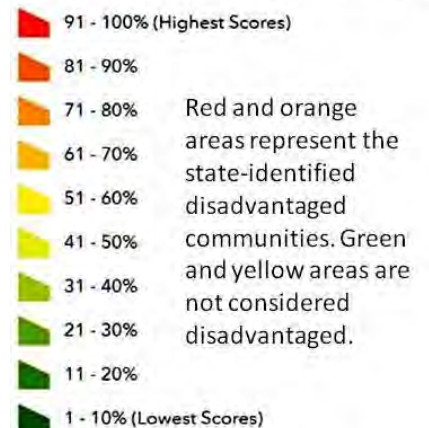 91 - 100% (Highest Scores)
81 - 90%
71 - 80%
61 - 70%
51 - 60%
41 - 50%
31 - 40%
21 - 30%
11 - 20%
1 - 10% (Lowest Scores)
Red and orange
areas represent the
state-identified
disadvantaged
communities. Green
and yellow areas are
not considered
disadvantaged.